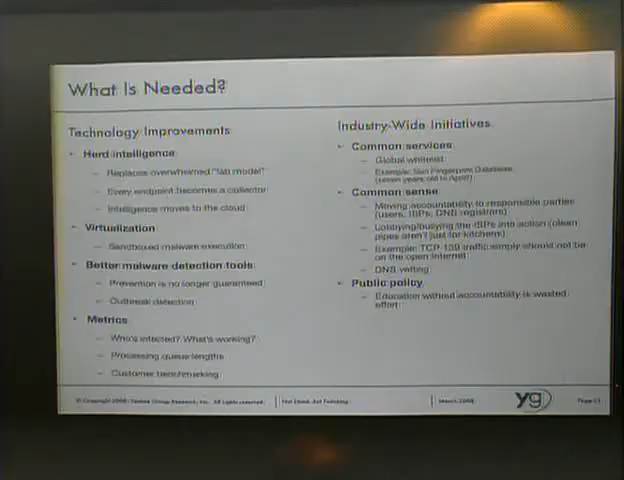 What Is Needed?
Technology Improvements
• Herd intelligence
– Replaces overwhelmed "lab model"
– Every endpoint becomes a collector
– Intelligence moves to the cloud
• Virtualization
– Sandboxed malware execution
• Better malware detection tools
– Prevention is no longer guaranteed
– Outbreak detection
• Metrics
– Who's infected? What's working?
– Processing queue lengths
– Customer benchmarking
Industry-Wide Initiatives
• Common services
– Global whitelist
– Example: Sun Fingerprint Database
(seven years old in April!)
• Common sense
– Moving accountability to responsible parties
(users, ISPs, DNS registrars)
– Lobbying/bullying the ISPs into action (clean
pipes aren't just for kitchens)
– Example: TCP 139 traffic simply should not be
on the open Internet
– DNS vetting
• Public policy
– Education without accountability is wasted
effort
© Copyright 2008. Yankee Group Research, Inc. All rights reserved.
March 2008
yg
Page 11